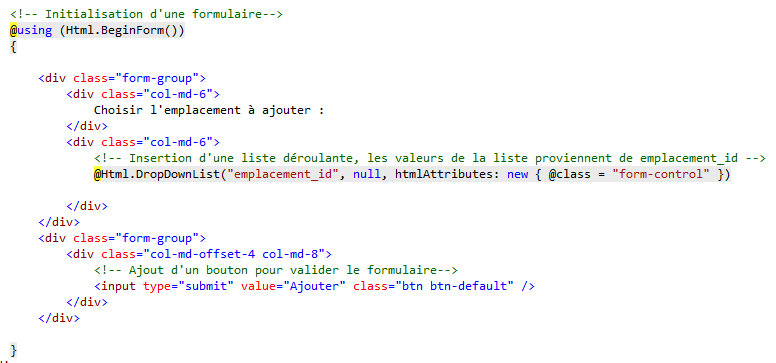 <!-- Initialisation d'une formulaire-->
@using (Html.BeginForm())
{
<div class="form-group">
<div class="col-md-6">
Choisir l'emplacement à ajouter :
</div>
<div class="col-md-6">
<!-- Insertion d'une liste déroulante, les valeurs de la liste proviennent de emplacement_id -->
@Html.DropDownList("emplacement_id", null, htmlAttributes: new { @class = "form-control" })
</div>
</div>
<div class="form-group">
<div class="col-md-offset-4 col-md-8">
<!-- Ajout d'un bouton pour valider le formulaire-->
<input type="submit" value="Ajouter" class="btn btn-default" />
</div>
</div>
}